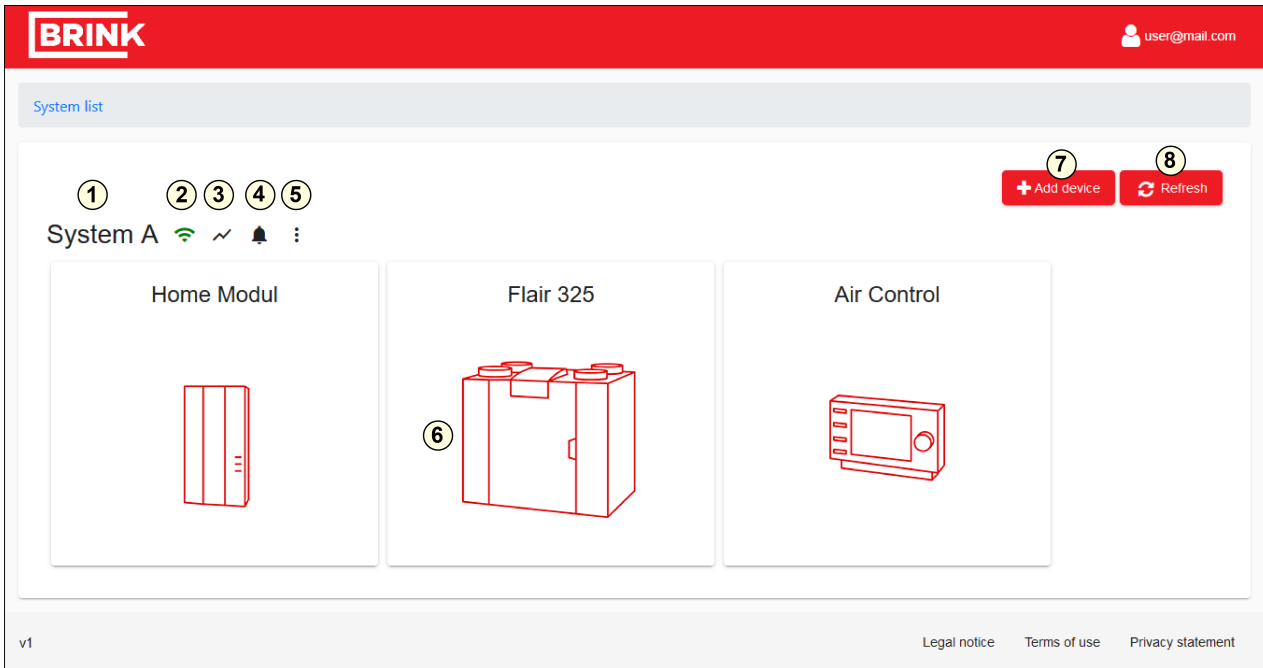 BRINK
user@mail.com
System list
7 8
Add device Refresh
1 2 3 4 5
System A
Home Modul Flair 325 Air Control
6
v1 Legal notice Terms of use Privacy statement